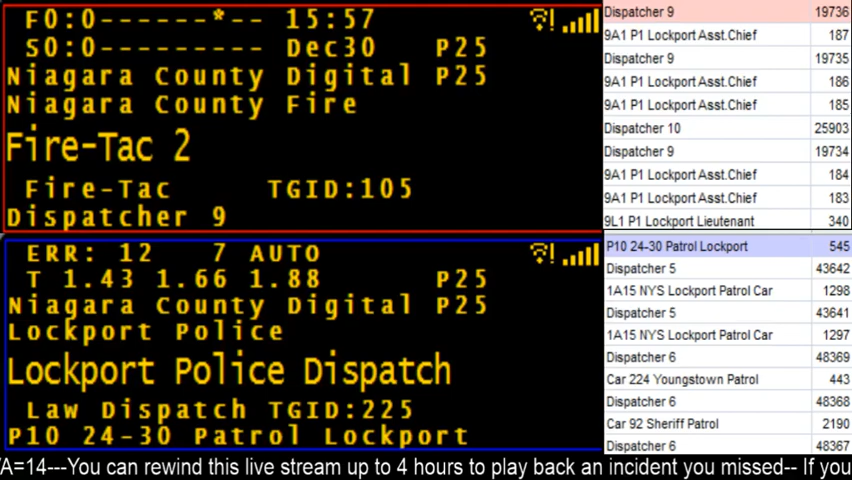 F0:0------*-- 15:57
S0:0--------- Dec30 P25
Niagara County Digital P25
Niagara County Fire
Fire-Tac 2
Fire-Tac TGID:105
Dispatcher 9
Dispatcher 9 19736
9A1 P1 Lockport Asst.Chief 187
Dispatcher 9 19735
9A1 P1 Lockport Asst.Chief 186
9A1 P1 Lockport Asst.Chief 185
Dispatcher 10 25903
Dispatcher 9 19734
9A1 P1 Lockport Asst.Chief 184
9A1 P1 Lockport Asst.Chief 183
9L1 P1 Lockport Lieutenant 340
ERR: 12 7 AUTO
T 1.43 1.66 1.88 P25
Niagara County Digital P25
Lockport Police
Lockport Police Dispatch
Law Dispatch TGID:225
P10 24-30 Patrol Lockport
P10 24-30 Patrol Lockport 545
Dispatcher 5 43642
1A15 NYS Lockport Patrol Car 1298
Dispatcher 5 43641
1A15 NYS Lockport Patrol Car 1297
Dispatcher 6 48369
Car 224 Youngstown Patrol 443
Dispatcher 6 48368
Car 92 Sheriff Patrol 2190
Dispatcher 6 48367
A=14---You can rewind this live stream up to 4 hours to play back an incident you missed-- If you